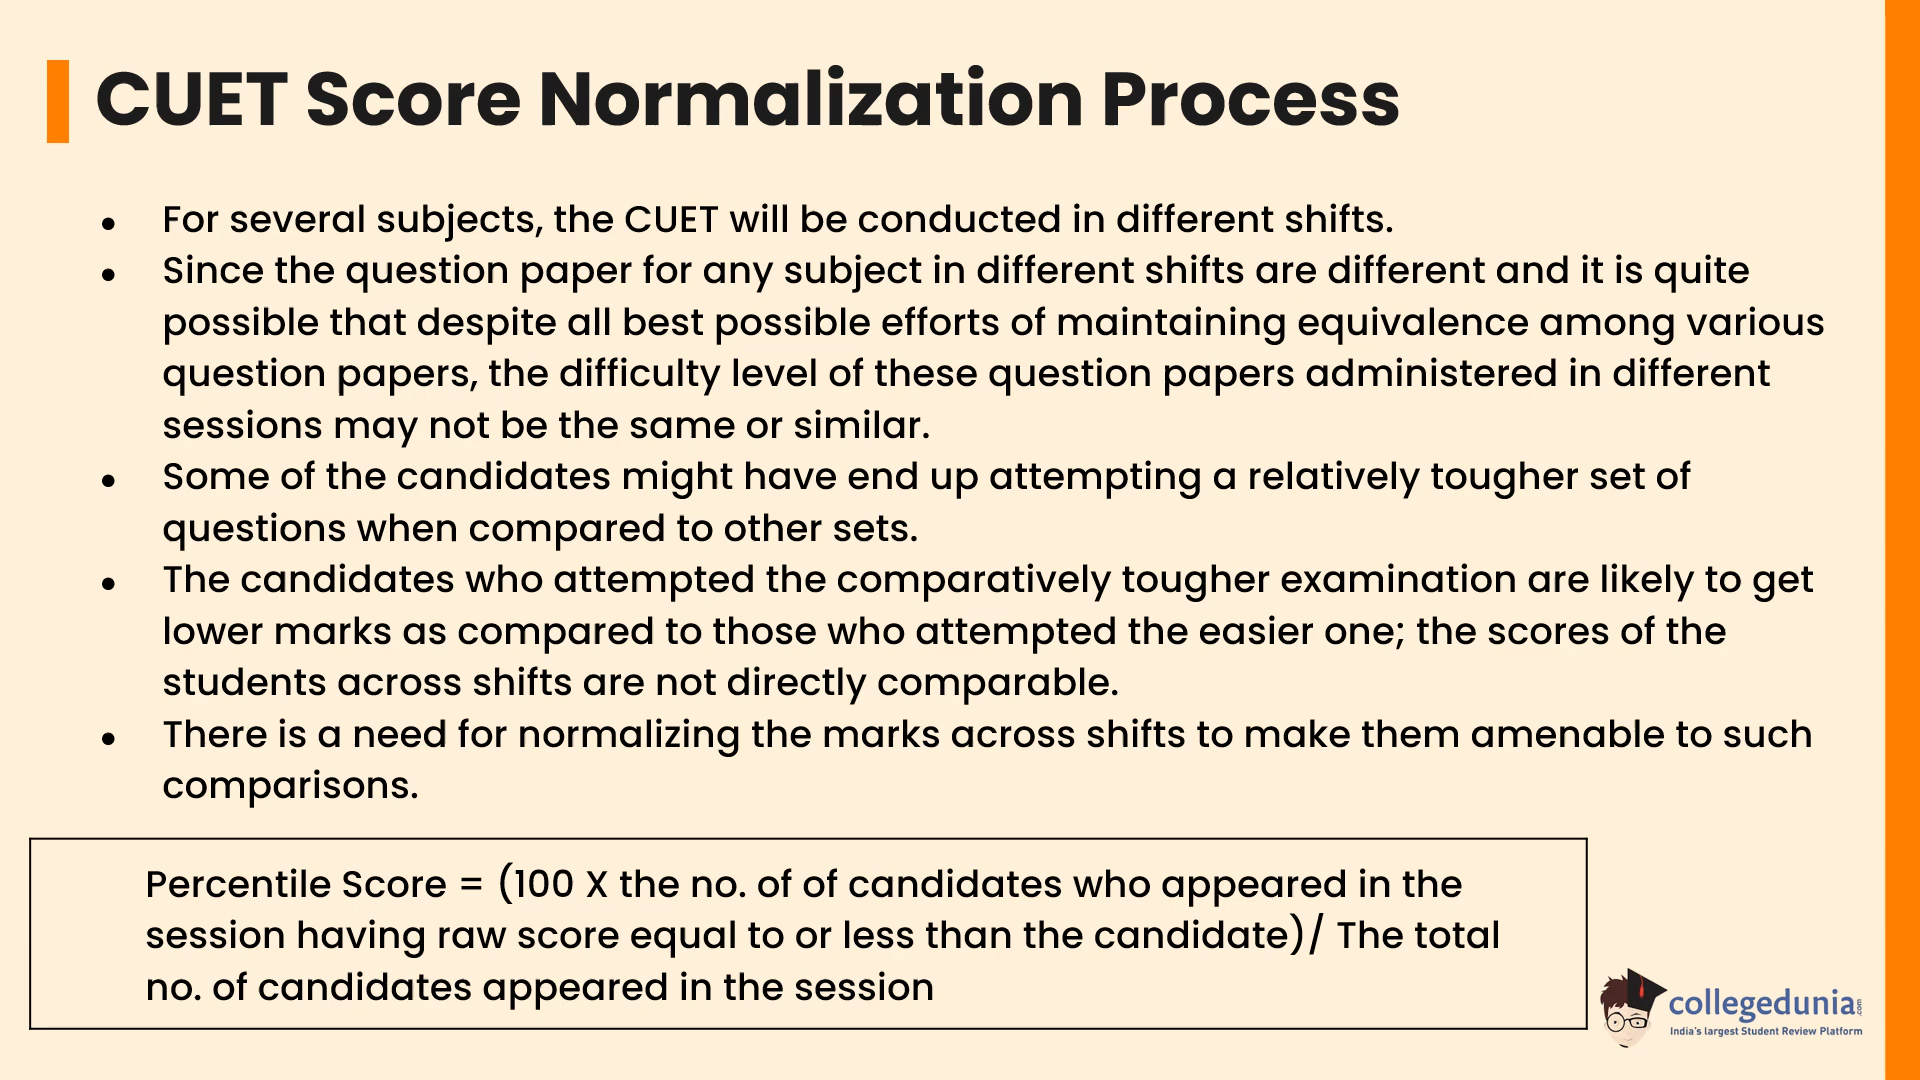 CUET Score Normalization Process
● For several subjects, the CUET will be conducted in different shifts.
● Since the question paper for any subject in different shifts are different and it is quite
possible that despite all best possible efforts of maintaining equivalence among various
question papers, the difficulty level of these question papers administered in different
sessions may not be the same or similar.
● Some of the candidates might have end up attempting a relatively tougher set of
questions when compared to other sets.
● The candidates who attempted the comparatively tougher examination are likely to get
lower marks as compared to those who attempted the easier one; the scores of the
students across shifts are not directly comparable.
● There is a need for normalizing the marks across shifts to make them amenable to such
comparisons.
Percentile Score = (100 X the no. of of candidates who appeared in the
session having raw score equal to or less than the candidate)/ The total
no. of candidates appeared in the session
collegedunia.com
India's largest Student Review Platform